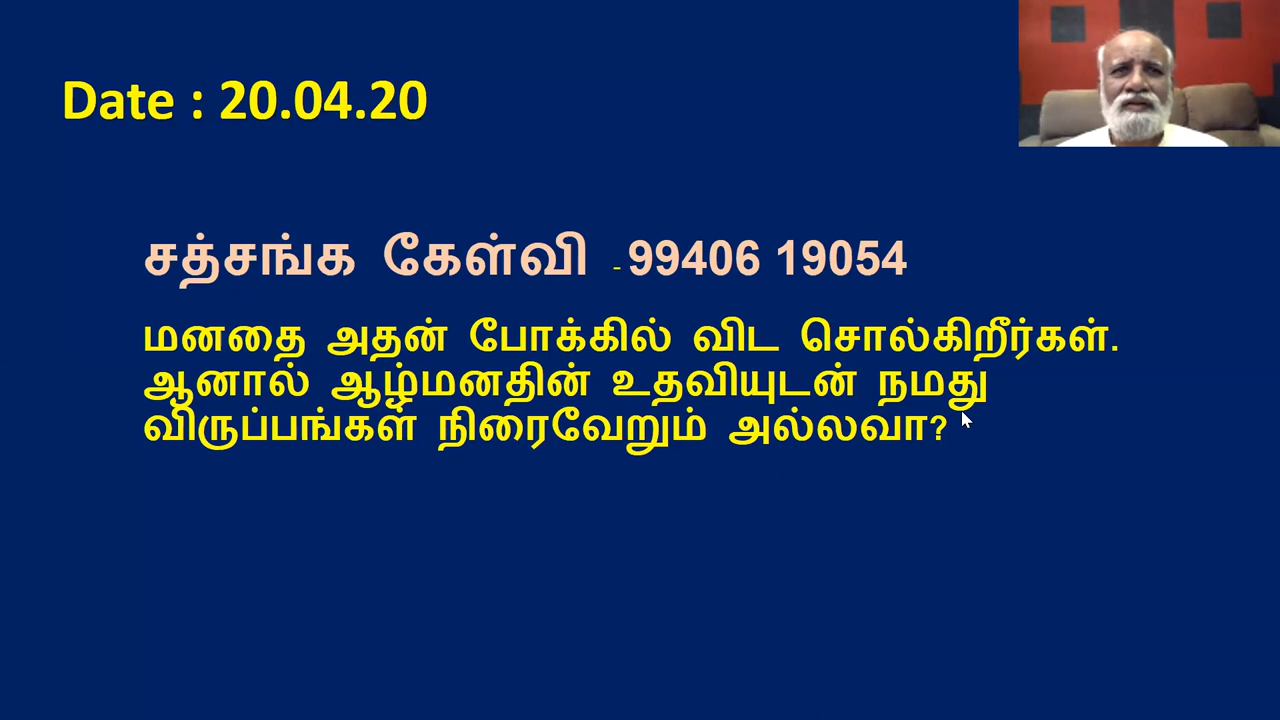 Date : 20.04.20
சத்சங்க கேள்வி - 99406 19054
மனதை அதன் போக்கில் விட சொல்கிறீர்கள்.
ஆனால் ஆழ்மனதின் உதவியுடன் நமது
விருப்பங்கள் நிரைவேறும் அல்லவா?